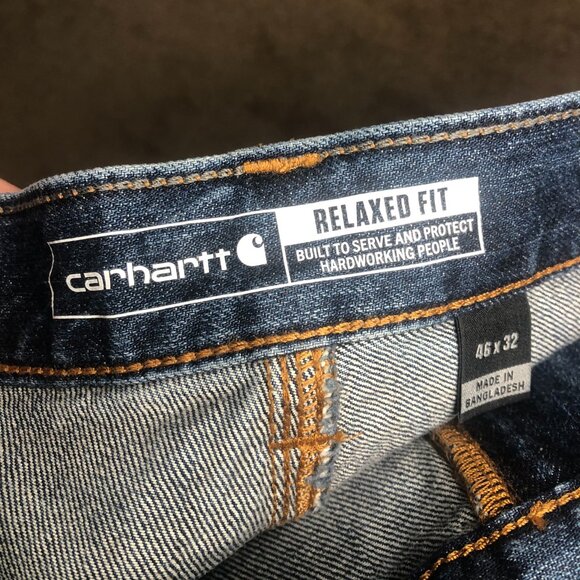 carhartt
RELAXED FIT
BUILT TO SERVE AND PROTECT
HARDWORKING PEOPLE
46 x 32
MADE IN
BANGLADESH